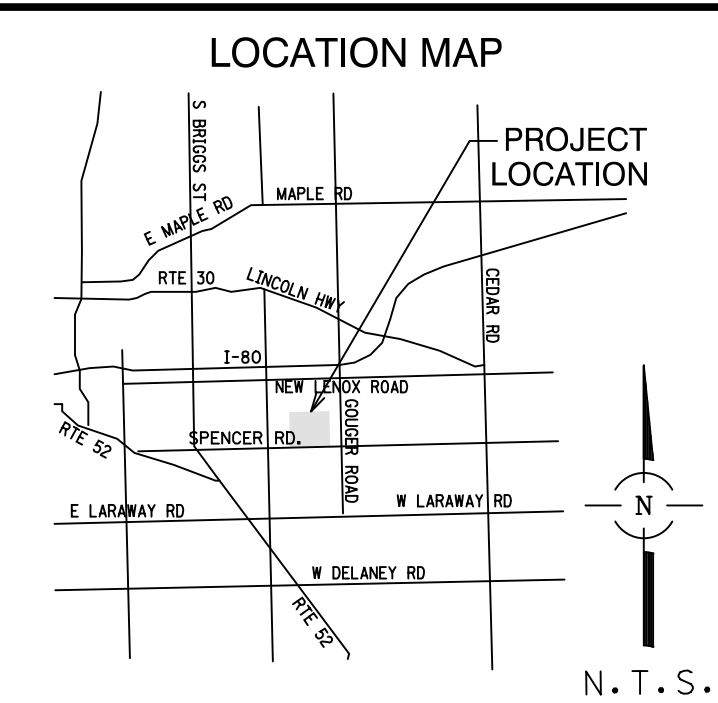 LOCATION MAP
S BRIGGS ST
PROJECT
LOCATION
MAPLE RD
E MAPLE RD
RTE 30
LINCOLN HWY
CEDAR RD
I-80
NEW LENOX ROAD
GOUGER ROAD
RTE 52
SPENCER RD.
E LARAWAY RD
W LARAWAY RD
N
W DELANEY RD
RTE 52
N.T.S.